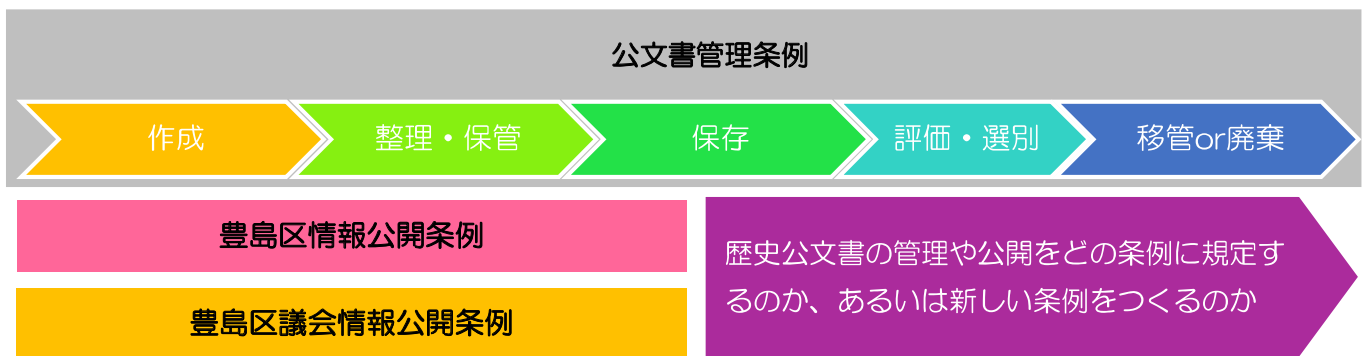 公文書管理条例
作成
整理・保管
保存
評価・選別
移管or廃棄
豊島区情報公開条例
豊島区議会情報公開条例
歴史公文書の管理や公開をどの条例に規定す
るのか、あるいは新しい条例をつくるのか